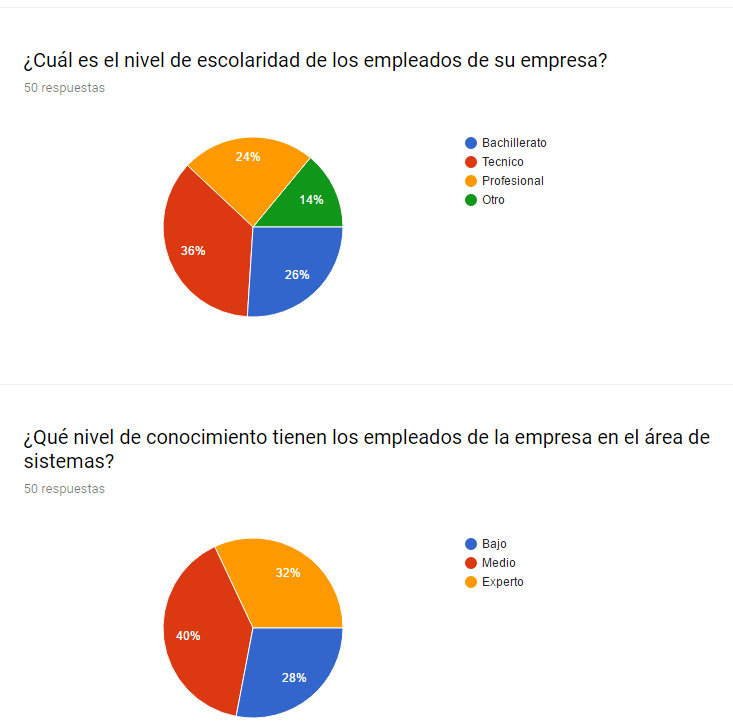 ¿Cuál es el nivel de escolaridad de los empleados de su empresa?
50 respuestas
24%
14%
36%
26%
Bachillerato
Tecnico
Profesional
Otro
¿Qué nivel de conocimiento tienen los empleados de la empresa en el área de
sistemas?
50 respuestas
32%
40%
28%
Bajo
Medio
Experto